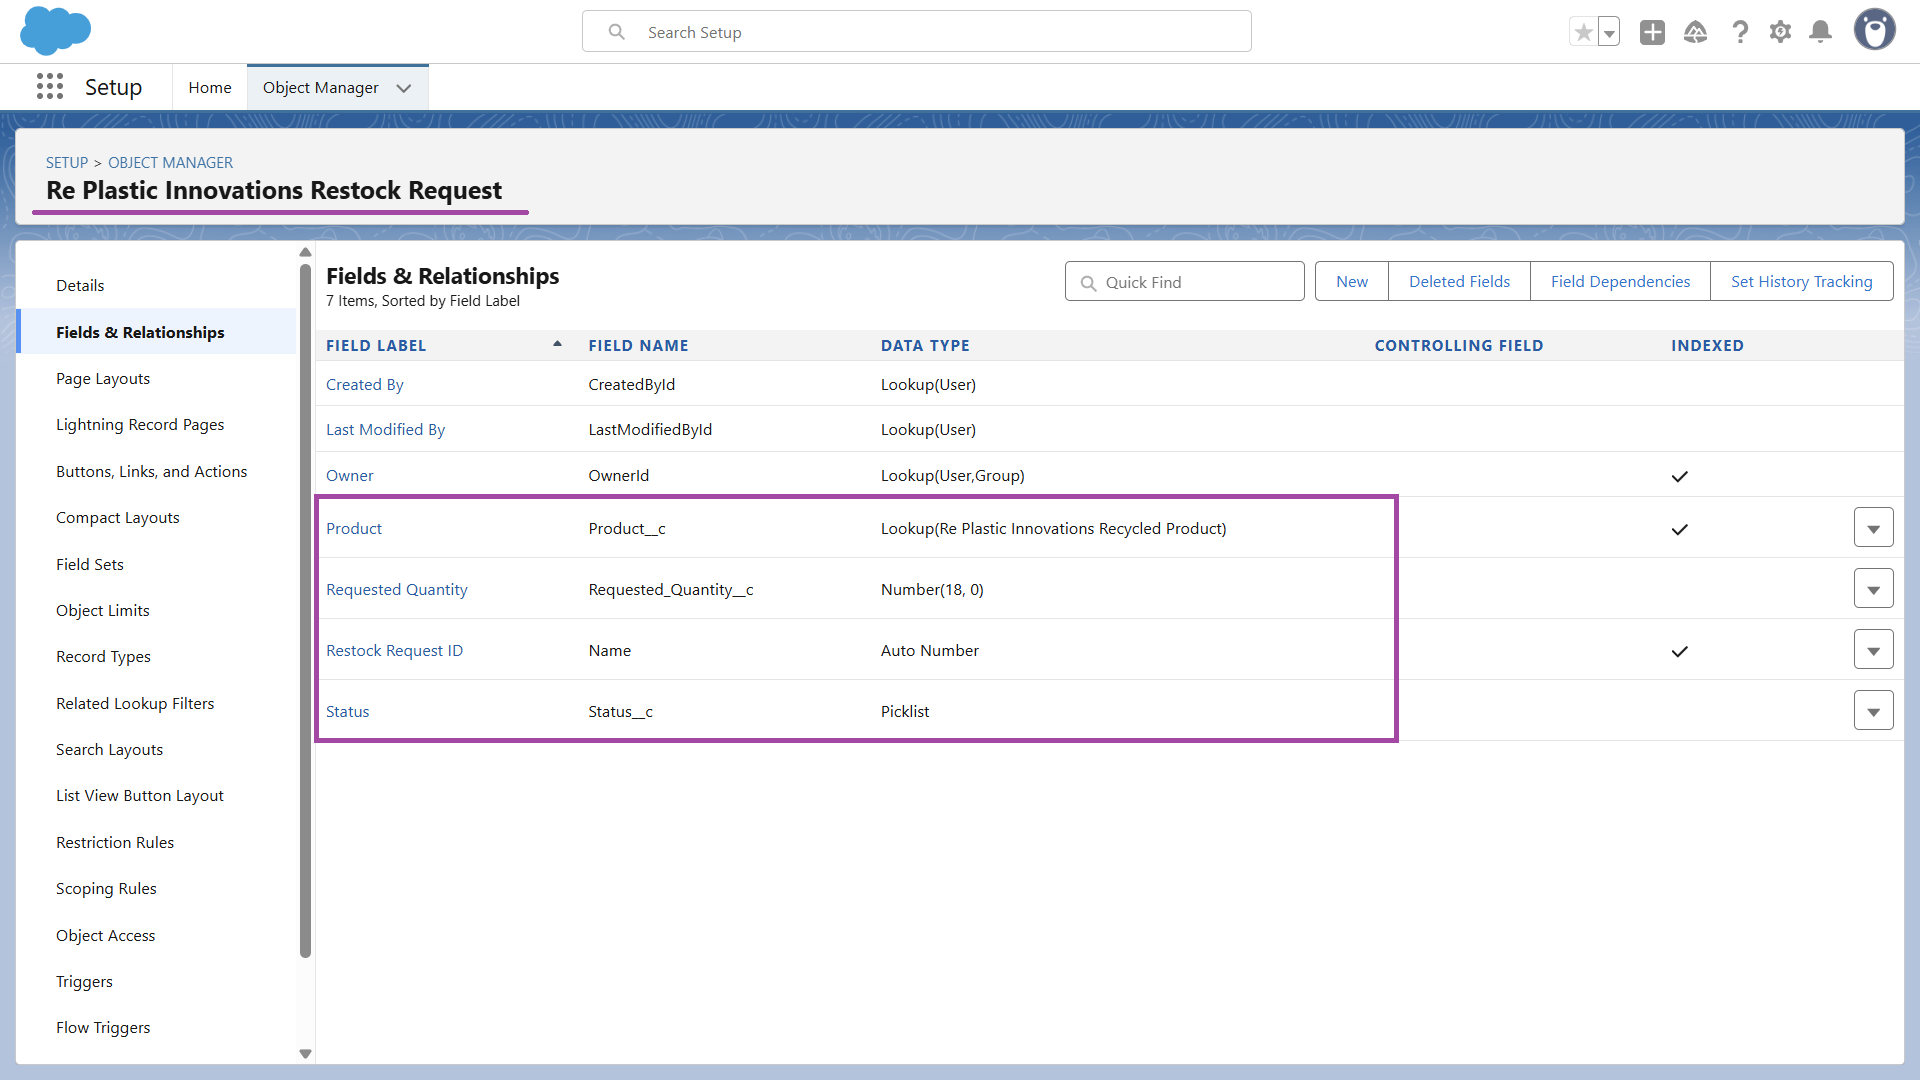 Search Setup
Setup
Home
Object Manager
SETUP > OBJECT MANAGER
Re Plastic Innovations Restock Request
Details
Fields & Relationships
Page Layouts
Lightning Record Pages
Buttons, Links, and Actions
Compact Layouts
Field Sets
Object Limits
Record Types
Related Lookup Filters
Search Layouts
List View Button Layout
Restriction Rules
Scoping Rules
Object Access
Triggers
Flow Triggers
Fields & Relationships
7 Items, Sorted by Field Label
Quick Find
New
Deleted Fields
Field Dependencies
Set History Tracking
FIELD LABEL FIELD NAME DATA TYPE CONTROLLING FIELD INDEXED
Created By CreatedById Lookup(User)
Last Modified By LastModifiedById Lookup(User)
Owner OwnerId Lookup(User,Group)
Product Product__c Lookup(Re Plastic Innovations Recycled Product)
Requested Quantity Requested_Quantity__c Number(18, 0)
Restock Request ID Name Auto Number
Status Status__c Picklist